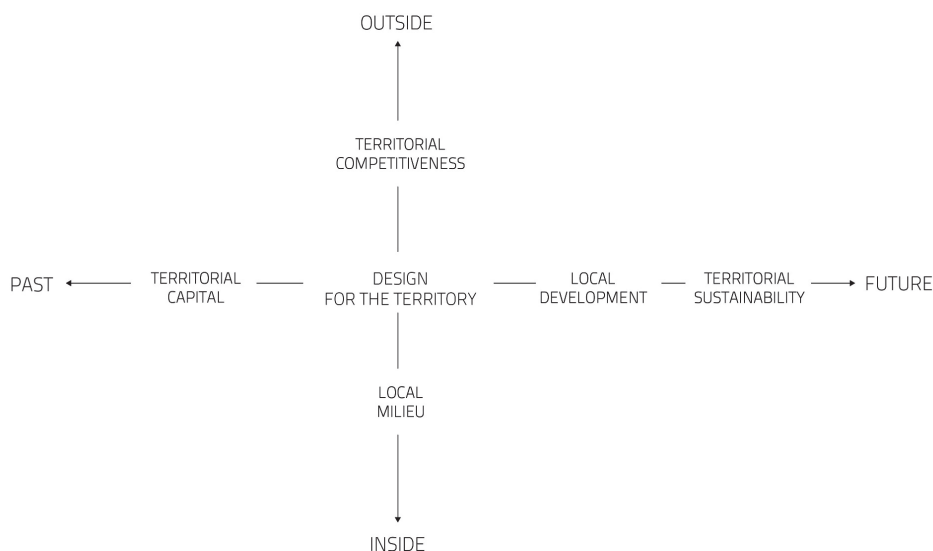 OUTSIDE
TERRITORIAL
COMPETITIVENESS
PAST
TERRITORIAL
CAPITAL
DESIGN
FOR THE TERRITORY
LOCAL
DEVELOPMENT
TERRITORIAL
SUSTAINABILITY
FUTURE
LOCAL
MILIEU
INSIDE